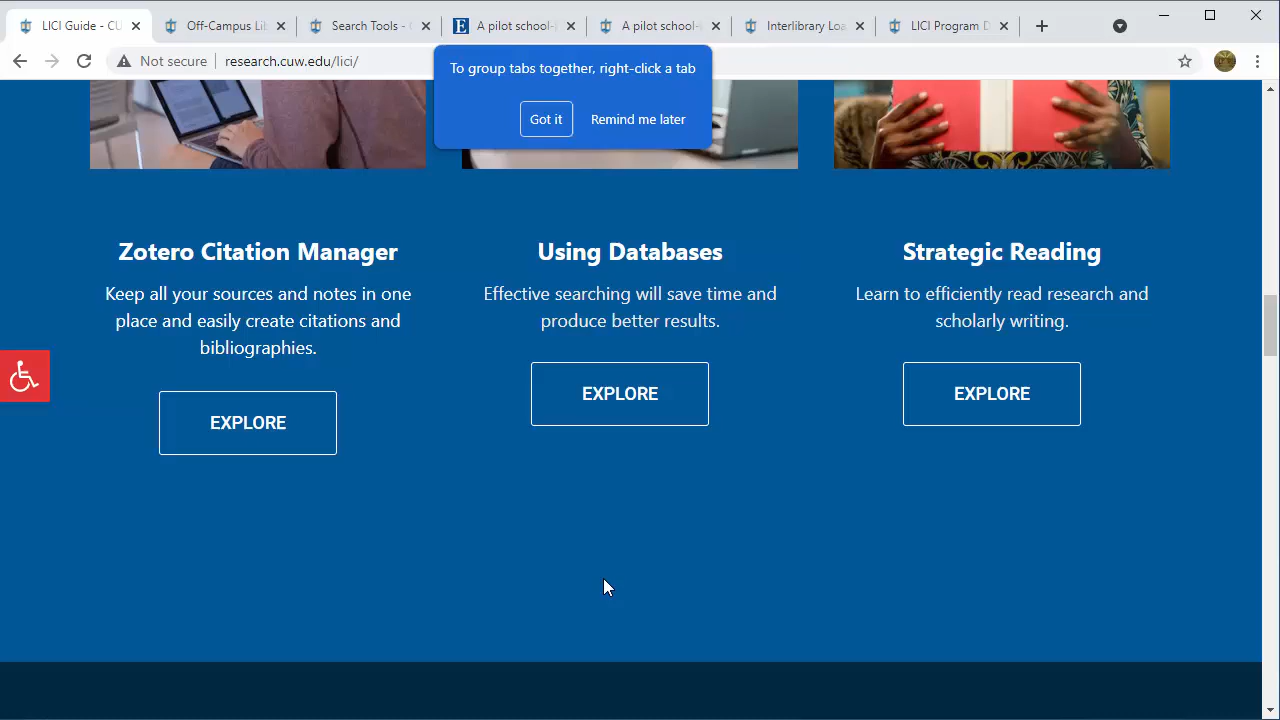 LICI Guide - CU
Off-Campus Lib
Search Tools - C
A pilot school-
A pilot school-
Interlibrary Loa
LICI Program D
Not secure
research.cuw.edu/lici/
To group tabs together, right-click a tab
Got it
Remind me later
Zotero Citation Manager
Keep all your sources and notes in one
place and easily create citations and
bibliographies.
EXPLORE
Using Databases
Effective searching will save time and
produce better results.
EXPLORE
Strategic Reading
Learn to efficiently read research and
scholarly writing.
EXPLORE